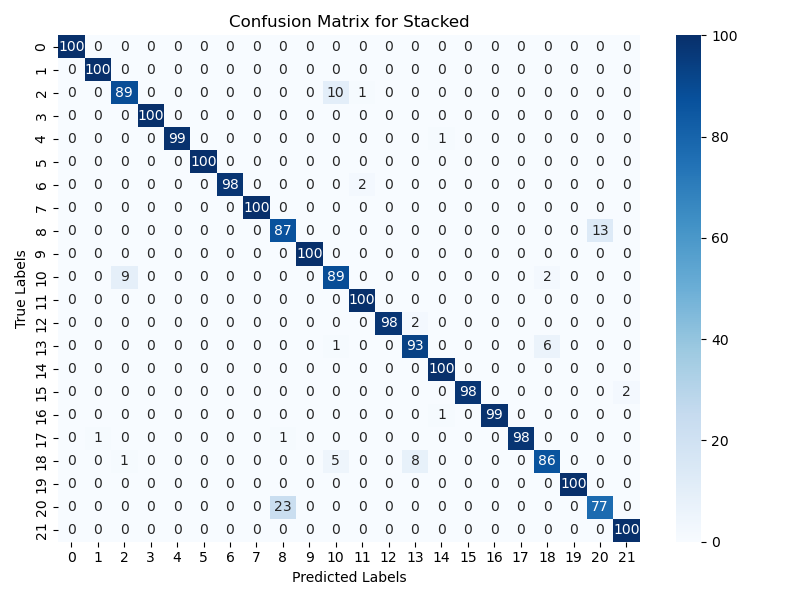 Confusion Matrix for Stacked
True Labels
0 100 0 0 0 0 0 0 0 0 0 0 0 0 0 0 0 0 0 0 0 0 0
1 0 100 0 0 0 0 0 0 0 0 0 0 0 0 0 0 0 0 0 0 0 0
2 0 0 89 0 0 0 0 0 0 0 10 1 0 0 0 0 0 0 0 0 0 0
3 0 0 0 100 0 0 0 0 0 0 0 0 0 0 0 0 0 0 0 0 0 0
4 0 0 0 0 99 0 0 0 0 0 0 0 0 0 1 0 0 0 0 0 0 0
5 0 0 0 0 0 100 0 0 0 0 0 0 0 0 0 0 0 0 0 0 0 0
6 0 0 0 0 0 0 98 0 0 0 0 2 0 0 0 0 0 0 0 0 0 0
7 0 0 0 0 0 0 0 100 0 0 0 0 0 0 0 0 0 0 0 0 0 0
8 0 0 0 0 0 0 0 0 87 0 0 0 0 0 0 0 0 0 0 0 13 0
9 0 0 0 0 0 0 0 0 0 100 0 0 0 0 0 0 0 0 0 0 0 0
10 0 0 9 0 0 0 0 0 0 0 89 0 0 0 0 0 0 0 2 0 0 0
11 0 0 0 0 0 0 0 0 0 0 0 100 0 0 0 0 0 0 0 0 0 0
12 0 0 0 0 0 0 0 0 0 0 0 0 98 2 0 0 0 0 0 0 0 0
13 0 0 0 0 0 0 0 0 0 0 1 0 0 93 0 0 0 0 6 0 0 0
14 0 0 0 0 0 0 0 0 0 0 0 0 0 0 100 0 0 0 0 0 0 0
15 0 0 0 0 0 0 0 0 0 0 0 0 0 0 0 98 0 0 0 0 0 2
16 0 0 0 0 0 0 0 0 0 0 0 0 0 0 1 0 99 0 0 0 0 0
17 0 1 0 0 0 0 0 0 1 0 0 0 0 0 0 0 0 98 0 0 0 0
18 0 0 1 0 0 0 0 0 0 0 5 0 0 8 0 0 0 0 86 0 0 0
19 0 0 0 0 0 0 0 0 0 0 0 0 0 0 0 0 0 0 0 100 0 0
20 0 0 0 0 0 0 0 0 23 0 0 0 0 0 0 0 0 0 0 0 77 0
21 0 0 0 0 0 0 0 0 0 0 0 0 0 0 0 0 0 0 0 0 0 100
0 1 2 3 4 5 6 7 8 9 10 11 12 13 14 15 16 17 18 19 20 21
Predicted Labels
100
80
60
40
20
0